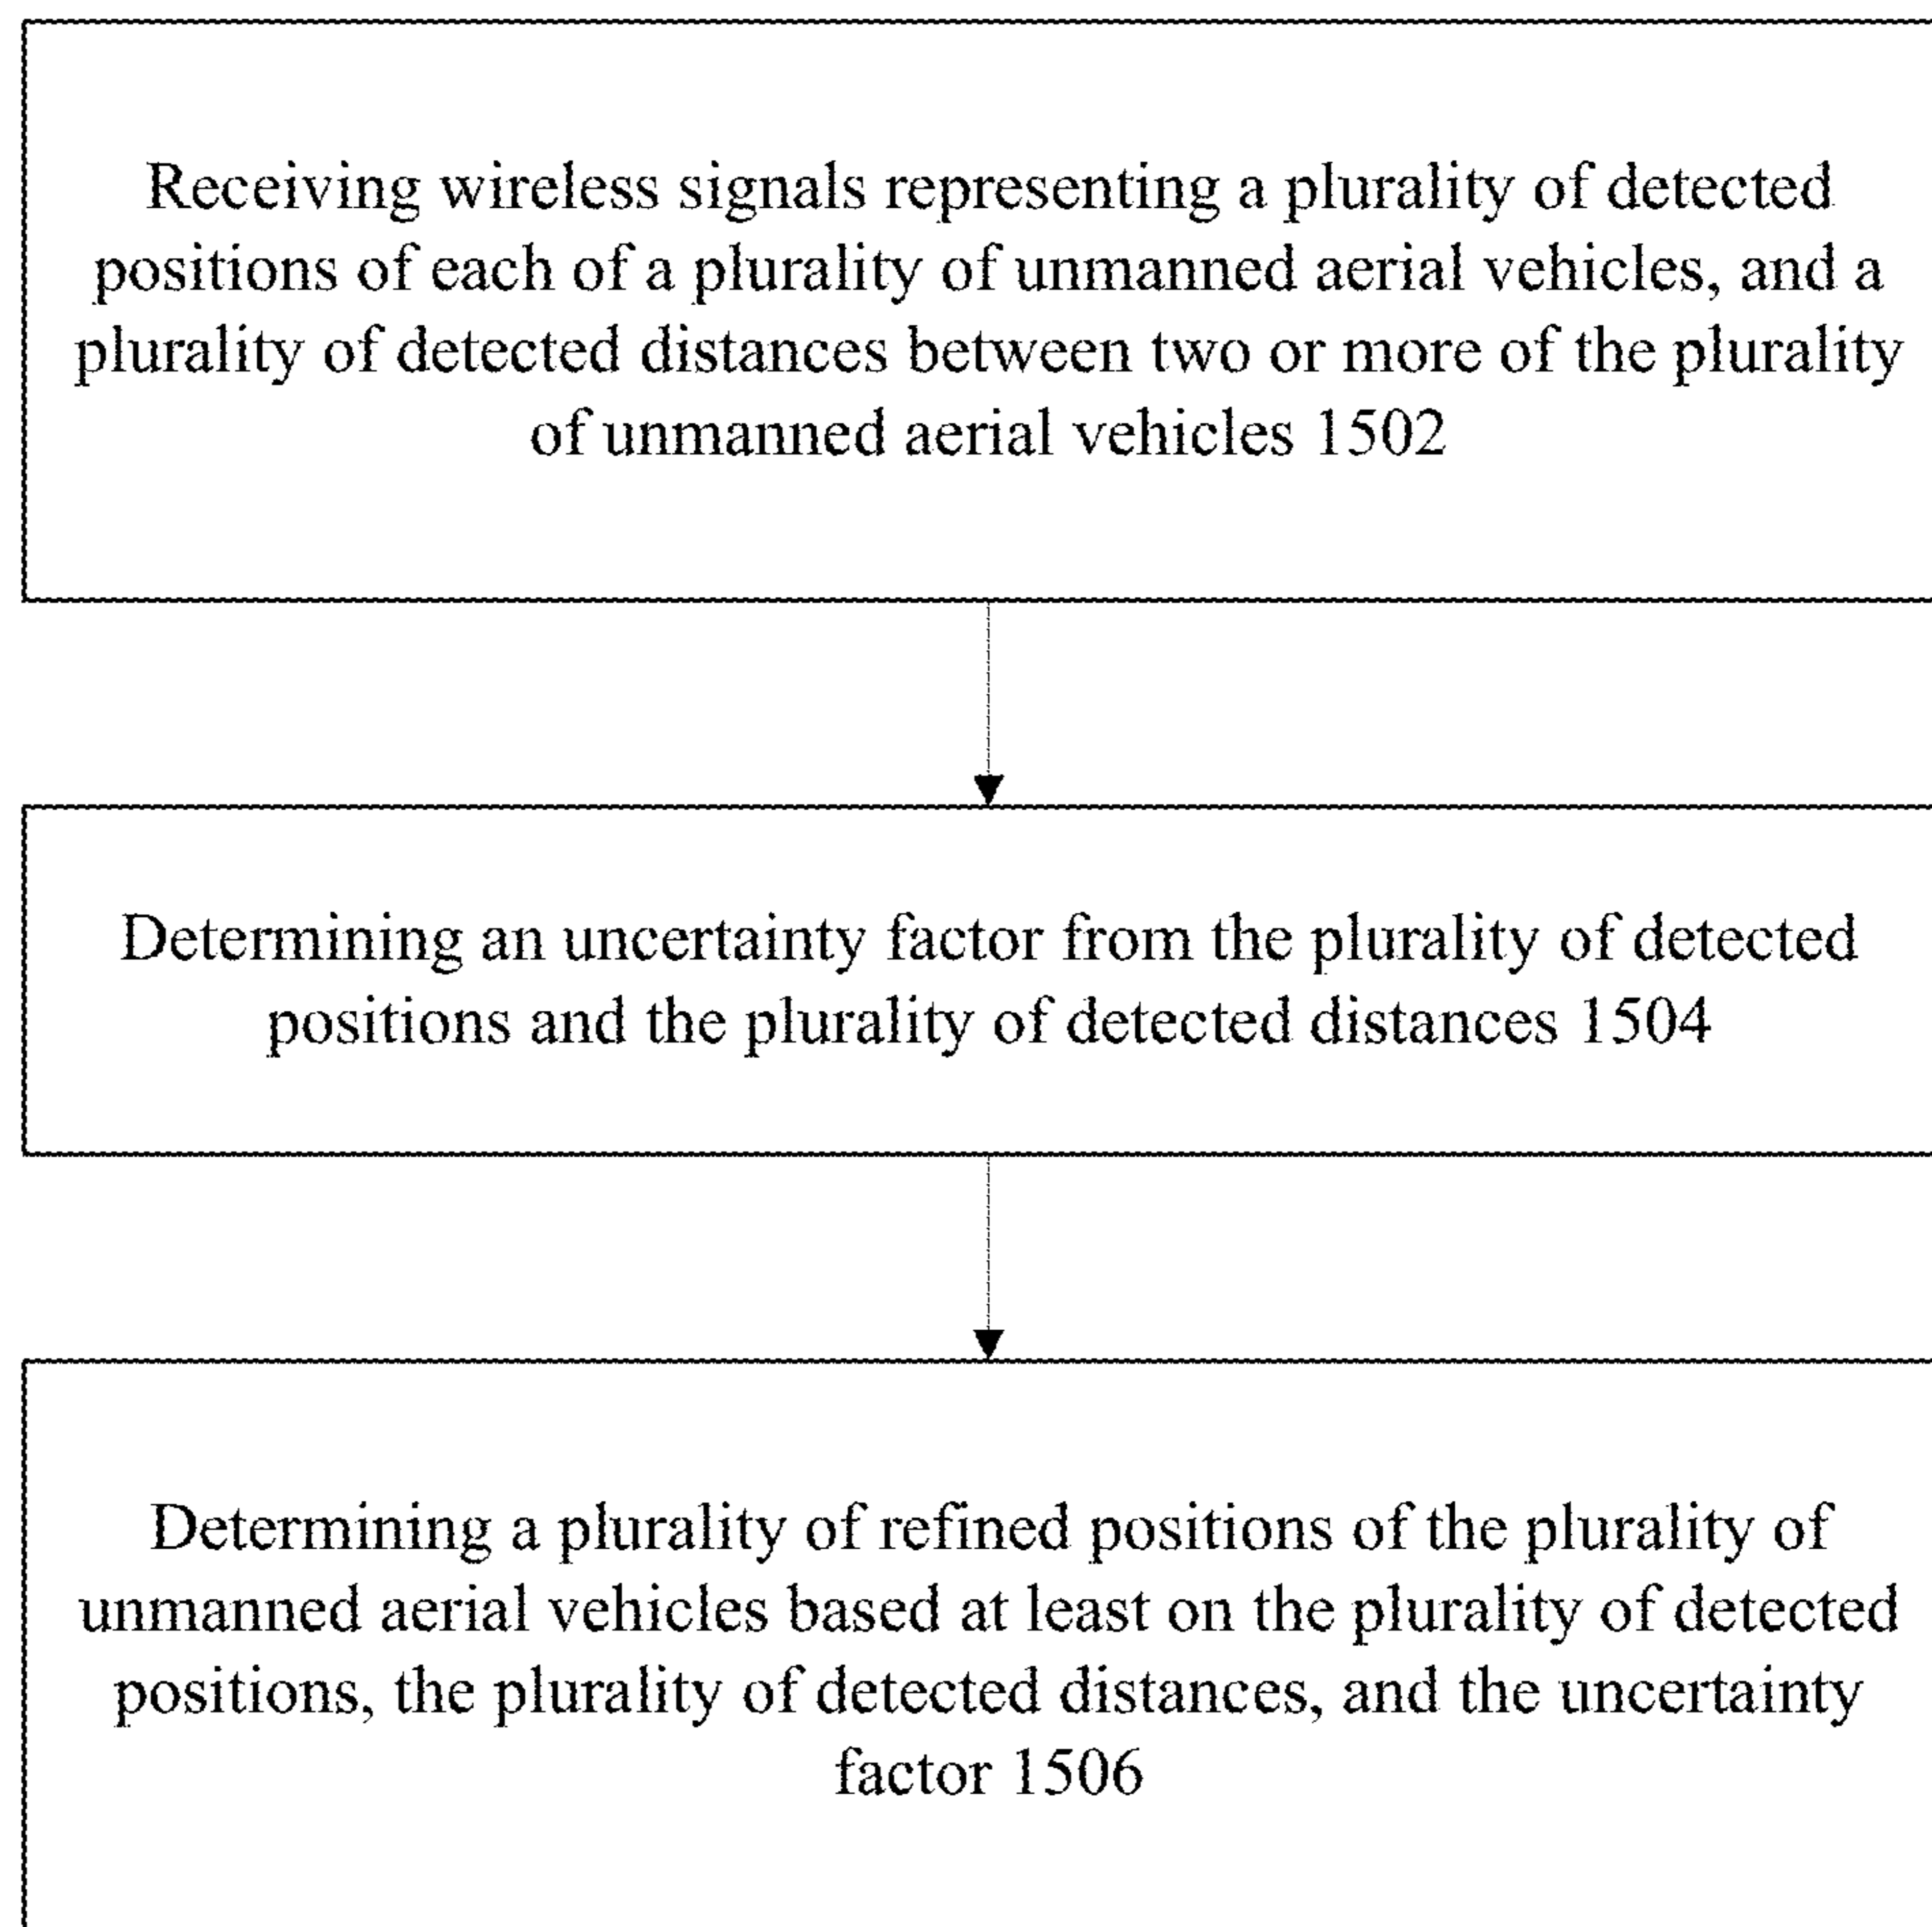 Receiving wireless signals representing a plurality of detected
positions of each of a plurality of unmanned aerial vehicles, and a
plurality of detected distances between two or more of the plurality
of unmanned aerial vehicles 1502
Determining an uncertainty factor from the plurality of detected
positions and the plurality of detected distances 1504
Determining a plurality of refined positions of the plurality of
unmanned aerial vehicles based at least on the plurality of detected
positions, the plurality of detected distances, and the uncertainty
factor 1506